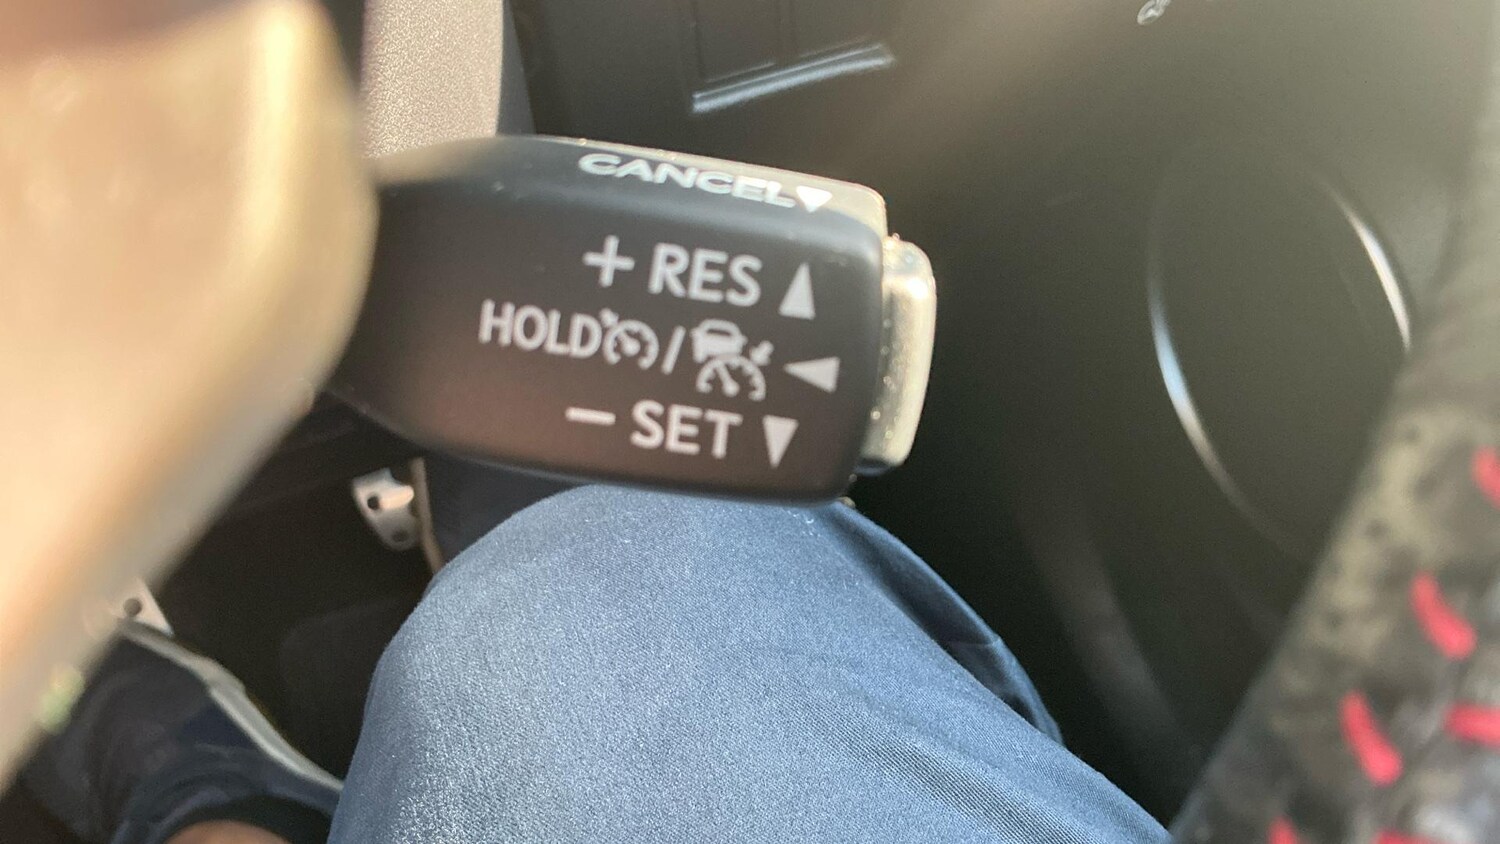 CANCEL▼
+ RES ▲
HOLD / ◄
− SET ▼